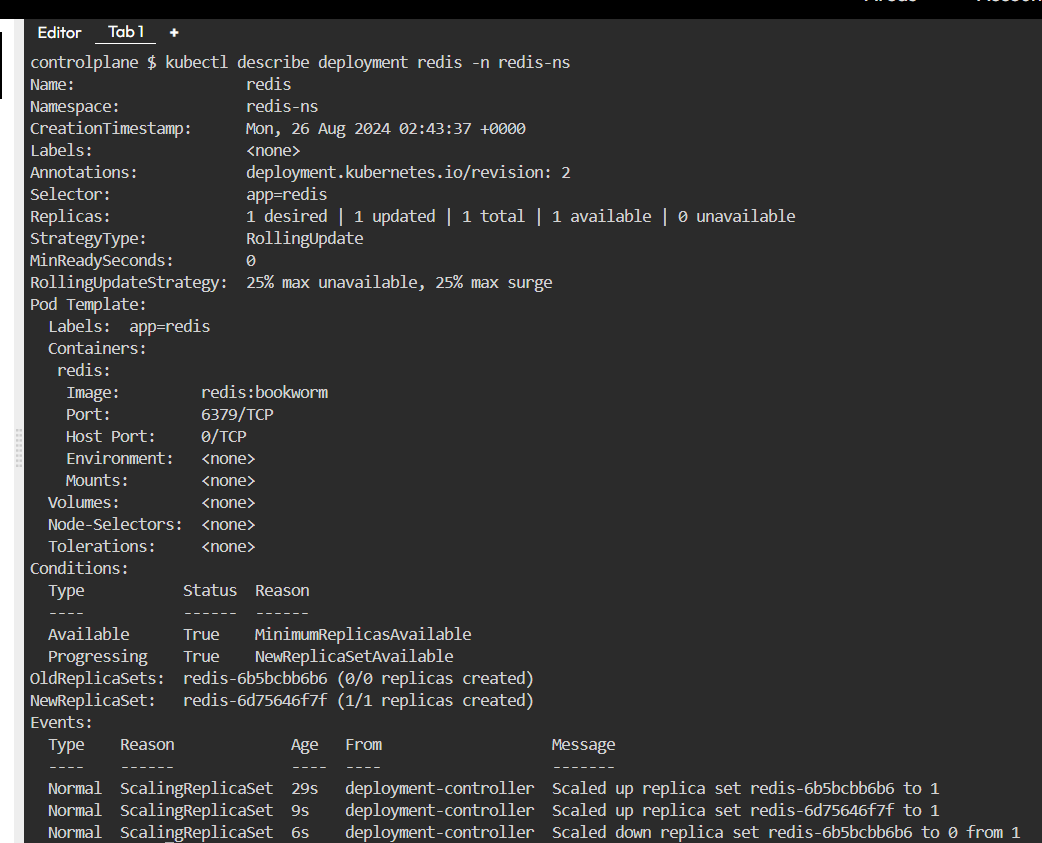 Editor Tab 1 +
controlplane $ kubectl describe deployment redis -n redis-ns
Name:                   redis
Namespace:              redis-ns
CreationTimestamp:      Mon, 26 Aug 2024 02:43:37 +0000
Labels:                 <none>
Annotations:            deployment.kubernetes.io/revision: 2
Selector:               app=redis
Replicas:               1 desired | 1 updated | 1 total | 1 available | 0 unavailable
StrategyType:           RollingUpdate
MinReadySeconds:        0
RollingUpdateStrategy:  25% max unavailable, 25% max surge
Pod Template:
  Labels:  app=redis
  Containers:
   redis:
    Image:         redis:bookworm
    Port:          6379/TCP
    Host Port:     0/TCP
    Environment:   <none>
    Mounts:        <none>
  Volumes:         <none>
  Node-Selectors:  <none>
  Tolerations:     <none>
Conditions:
  Type           Status  Reason
  ----           ------  ------
  Available      True    MinimumReplicasAvailable
  Progressing    True    NewReplicaSetAvailable
OldReplicaSets:  redis-6b5bcbb6b6 (0/0 replicas created)
NewReplicaSet:   redis-6d75646f7f (1/1 replicas created)
Events:
  Type    Reason             Age   From                   Message
  ----    ------             ----  ----                   -------
  Normal  ScalingReplicaSet  29s   deployment-controller  Scaled up replica set redis-6b5bcbb6b6 to 1
  Normal  ScalingReplicaSet  9s    deployment-controller  Scaled up replica set redis-6d75646f7f to 1
  Normal  ScalingReplicaSet  6s    deployment-controller  Scaled down replica set redis-6b5bcbb6b6 to 0 from 1